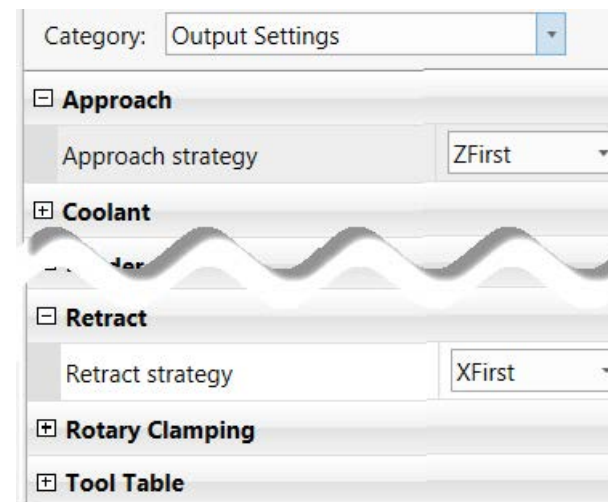 Category: Output Settings
Approach
Approach strategy ZFirst
Coolant
Retract
Retract strategy XFirst
Rotary Clamping
Tool Table